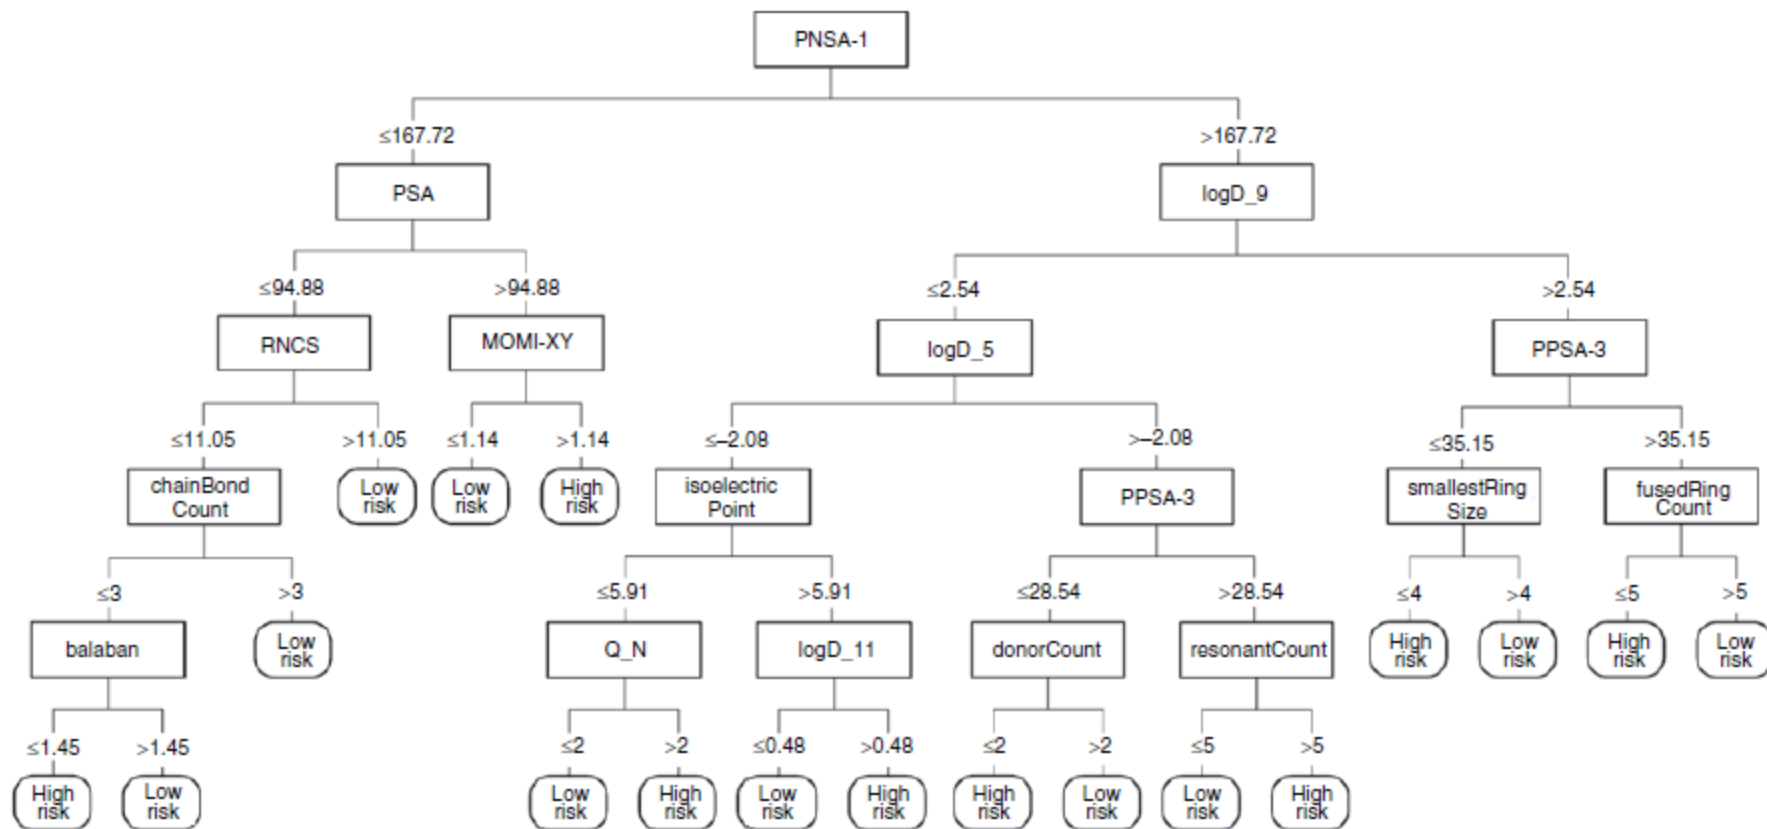 PNSA-1
≤167.72 >167.72
PSA logD_9
≤94.88 >94.88 ≤2.54 >2.54
RNCS MOMI-XY logD_5 PPSA-3
≤11.05 >11.05 ≤1.14 >1.14 ≤–2.08 >–2.08 ≤35.15 >35.15
chainBond
Count
Low
risk
Low
risk
High
risk
isoelectric
Point
PPSA-3
smallestRing
Size
fusedRing
Count
≤3 >3 ≤5.91 >5.91 ≤28.54 >28.54 ≤4 >4 ≤5 >5
balaban
Low
risk
Q_N
logD_11
donorCount
resonantCount
High
risk
Low
risk
High
risk
Low
risk
≤1.45 >1.45 ≤2 >2 ≤0.48 >0.48 ≤2 >2 ≤5 >5
High
risk
Low
risk
Low
risk
High
risk
Low
risk
High
risk
High
risk
Low
risk
Low
risk
High
risk